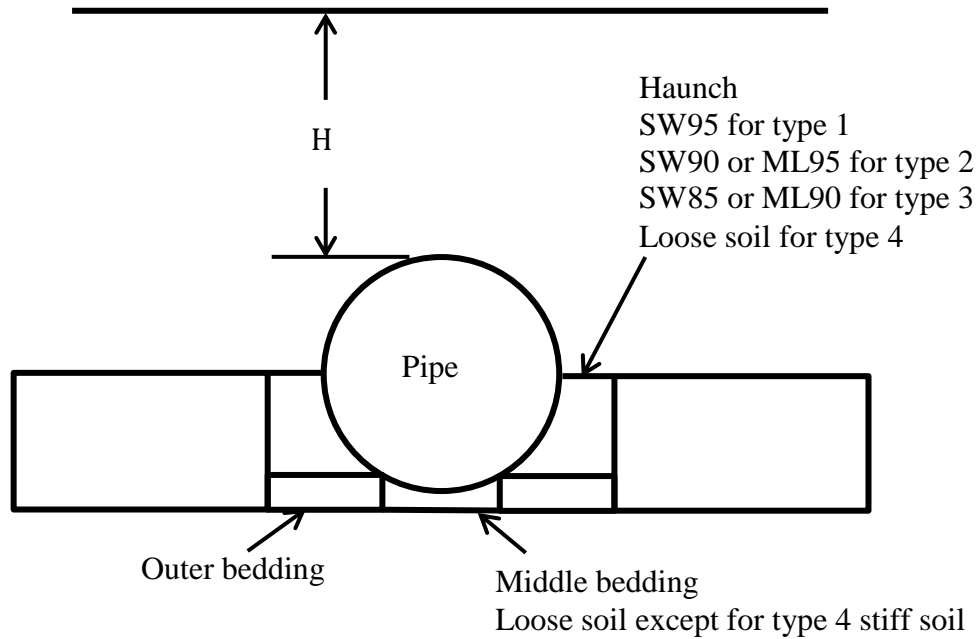 Haunch
SW95 for type 1
SW90 or ML95 for type 2
SW85 or ML90 for type 3
Loose soil for type 4
H
Pipe
Outer bedding
Middle bedding
Loose soil except for type 4 stiff soil